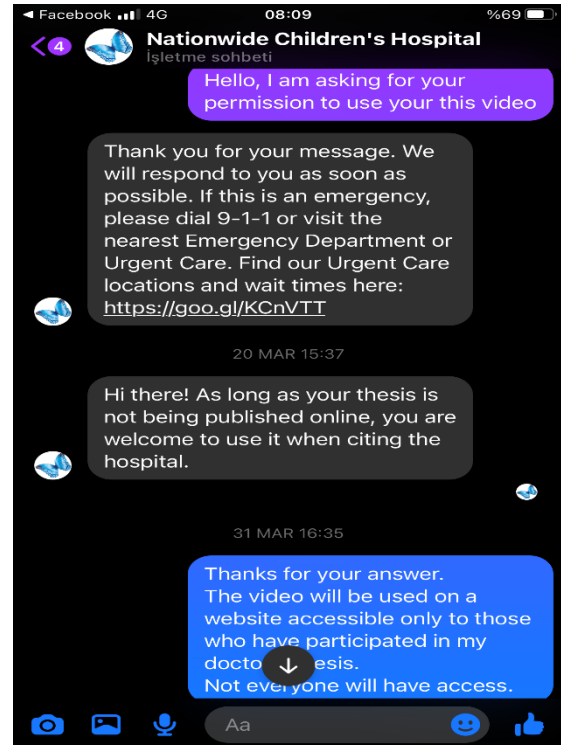 Facebook 4G 08:09 %69
4 Nationwide Children's Hospital
İşletme sohbeti
Hello, I am asking for your
permission to use your this video
Thank you for your message. We
will respond to you as soon as
possible. If this is an emergency,
please dial 9-1-1 or visit the
nearest Emergency Department or
Urgent Care. Find our Urgent Care
locations and wait times here:
https://goo.gl/KCnVTT
20 MAR 15:37
Hi there! As long as your thesis is
not being published online, you are
welcome to use it when citing the
hospital.
31 MAR 16:35
Thanks for your answer.
The video will be used on a
website accessible only to those
who have participated in my
docto esis.
Not everyone will have access.
Aa